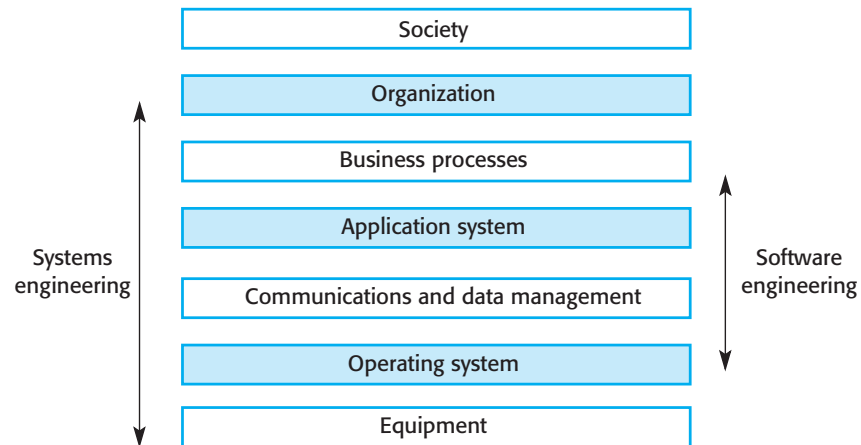 Society
Organization
Business processes
Application system
Systems
engineering
Software
engineering
Communications and data management
Operating system
Equipment